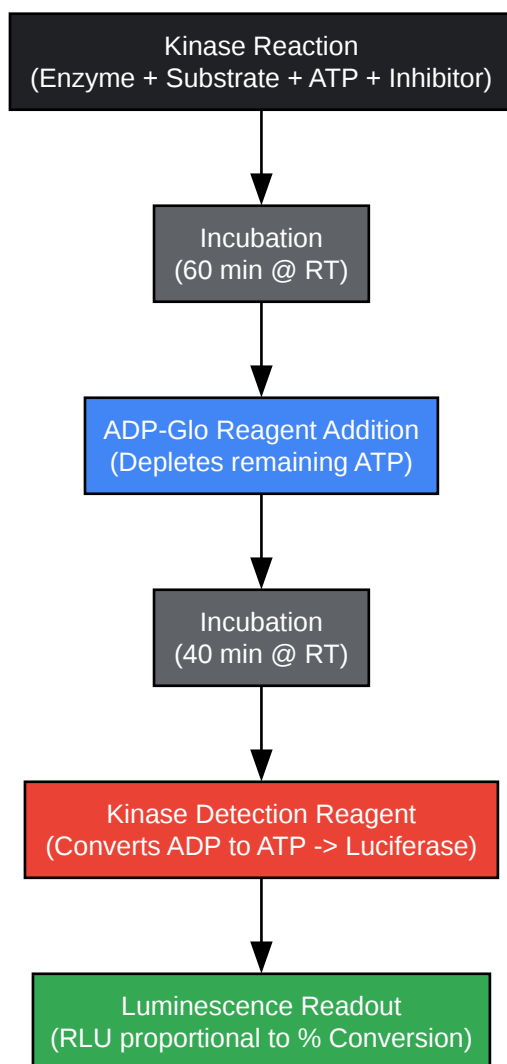 Kinase Reaction
(Enzyme + Substrate + ATP + Inhibitor)
Incubation
(60 min @ RT)
ADP-Glo Reagent Addition
(Depletes remaining ATP)
Incubation
(40 min @ RT)
Kinase Detection Reagent
(Converts ADP to ATP -> Luciferase)
Luminescence Readout
(RLU proportional to % Conversion)